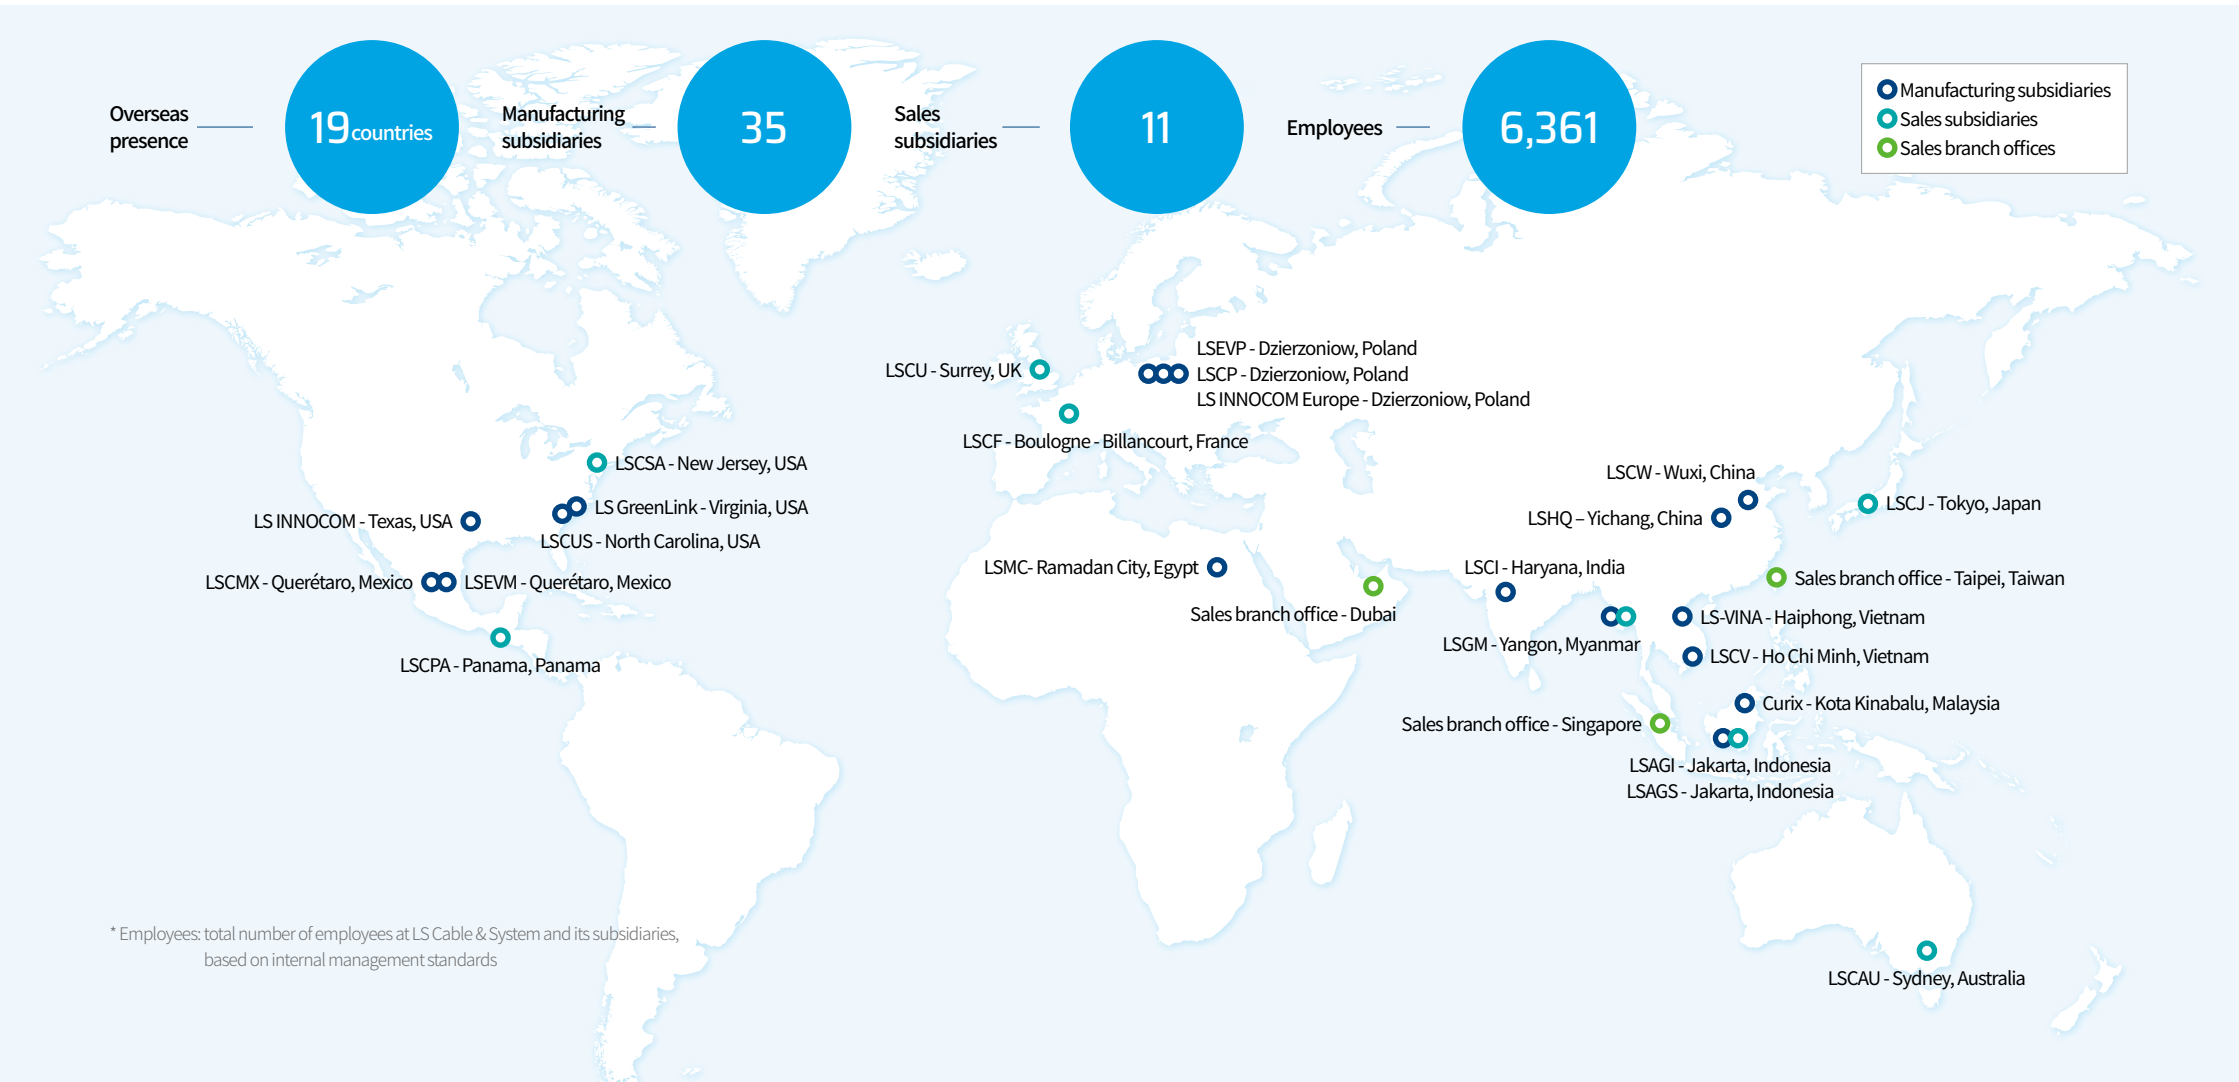 Overseas
presence
19 countries
Manufacturing
subsidiaries
35
Sales
subsidiaries
11
Employees
6,361
Manufacturing subsidiaries
Sales subsidiaries
Sales branch offices
LSEVP - Dzierzoniow, Poland
LSCU - Surrey, UK
LSCP - Dzierzoniow, Poland
LS INNOCOM Europe - Dzierzoniow, Poland
LSCF - Boulogne - Billancourt, France
LSCSA - New Jersey, USA
LS GreenLink - Virginia, USA
LS INNOCOM - Texas, USA
LSCUS - North Carolina, USA
LSCMX - Querétaro, Mexico
LSEVM - Querétaro, Mexico
LSCPA - Panama, Panama
LSCW - Wuxi, China
LSCJ - Tokyo, Japan
LSHQ – Yichang, China
LSMC- Ramadan City, Egypt
LSCI - Haryana, India
Sales branch office - Taipei, Taiwan
Sales branch office - Dubai
LS-VINA - Haiphong, Vietnam
LSGM - Yangon, Myanmar
LSCV - Ho Chi Minh, Vietnam
Curix - Kota Kinabalu, Malaysia
Sales branch office - Singapore
LSAGI - Jakarta, Indonesia
LSAGS - Jakarta, Indonesia
LSCAU - Sydney, Australia
* Employees: total number of employees at LS Cable & System and its subsidiaries,
based on internal management standards